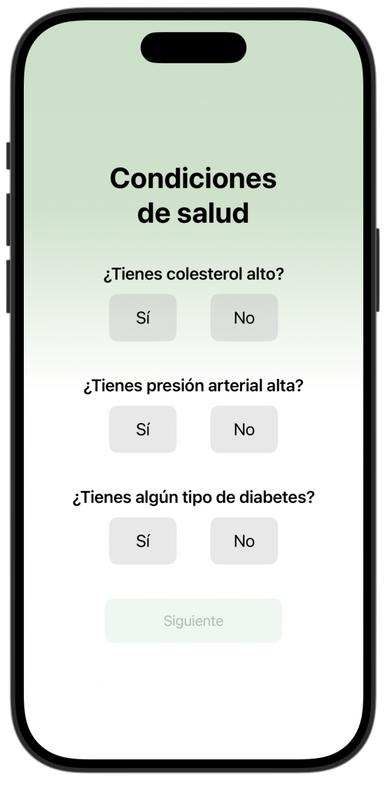 Condiciones
de salud
¿Tienes colesterol alto?
Sí No
¿Tienes presión arterial alta?
Sí No
¿Tienes algún tipo de diabetes?
Sí No
Siguiente